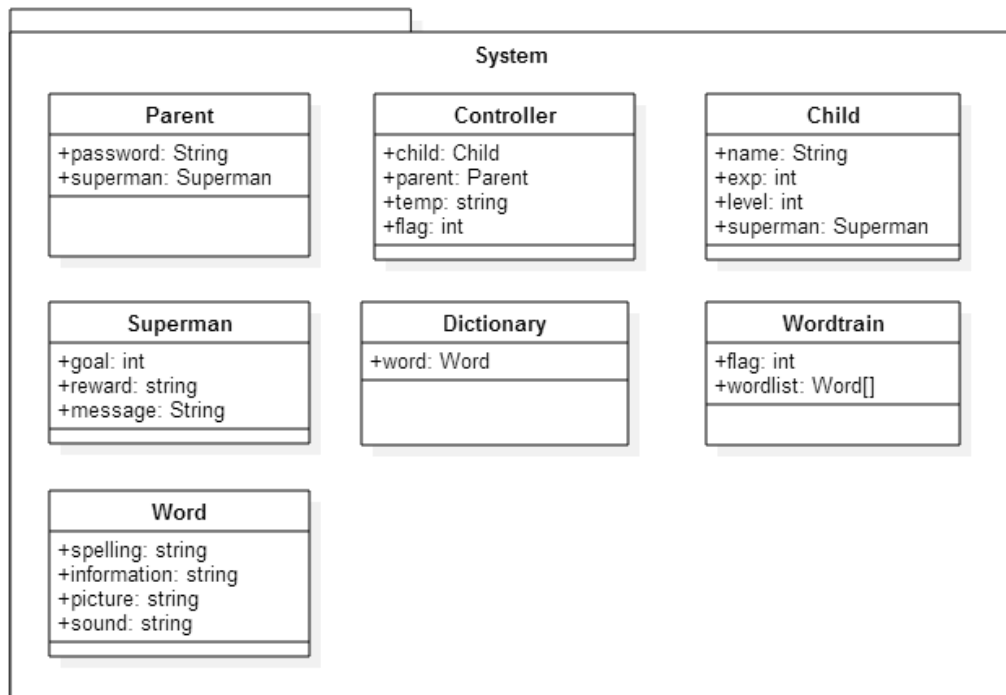 System
Parent
+password: String
+superman: Superman
Controller
+child: Child
+parent: Parent
+temp: string
+flag: int
Child
+name: String
+exp: int
+level: int
+superman: Superman
Superman
+goal: int
+reward: string
+message: String
Dictionary
+word: Word
Wordtrain
+flag: int
+wordlist: Word[]
Word
+spelling: string
+information: string
+picture: string
+sound: string